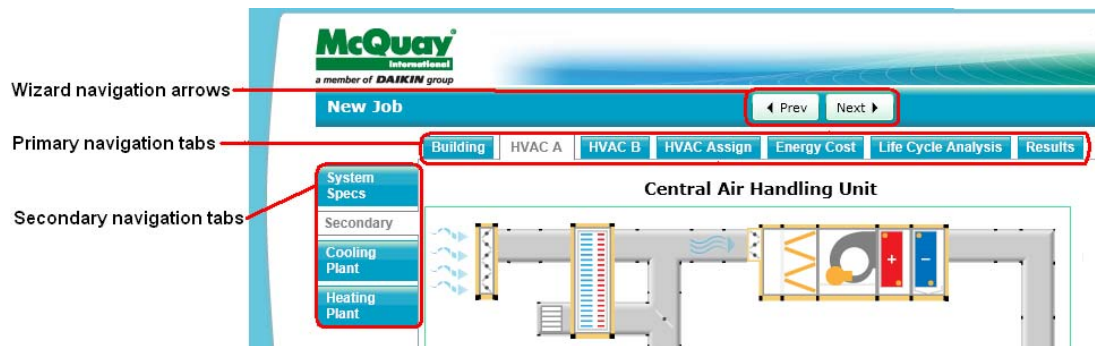 McQuay
International
a member of DAIKIN group
Wizard navigation arrows
New Job
Prev
Next
Primary navigation tabs
Building
HVAC A
HVAC B
HVAC Assign
Energy Cost
Life Cycle Analysis
Results
Secondary navigation tabs
System
Specs
Secondary
Cooling
Plant
Heating
Plant
Central Air Handling Unit
+
-